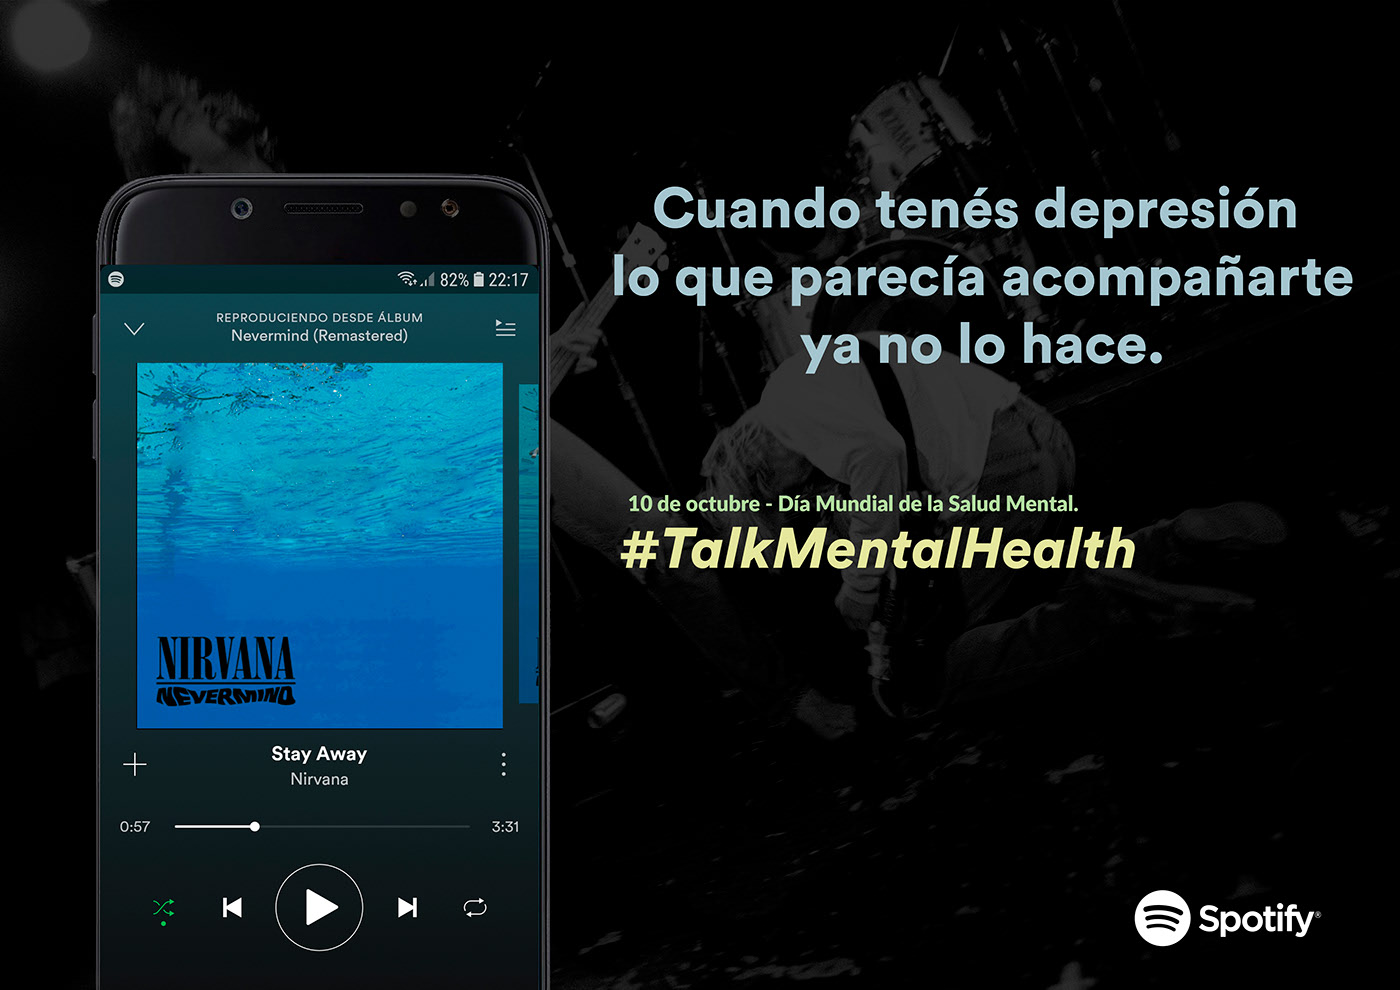 82% 22:17
REPRODUCIENDO DESDE ÁLBUM
Nevermind (Remastered)
NIRVANA
NEVERMIND
Stay Away
Nirvana
0:57 3:31
Cuando tenés depresión
lo que parecía acompañarte
ya no lo hace.
10 de octubre - Día Mundial de la Salud Mental.
#TalkMentalHealth
Spotify®